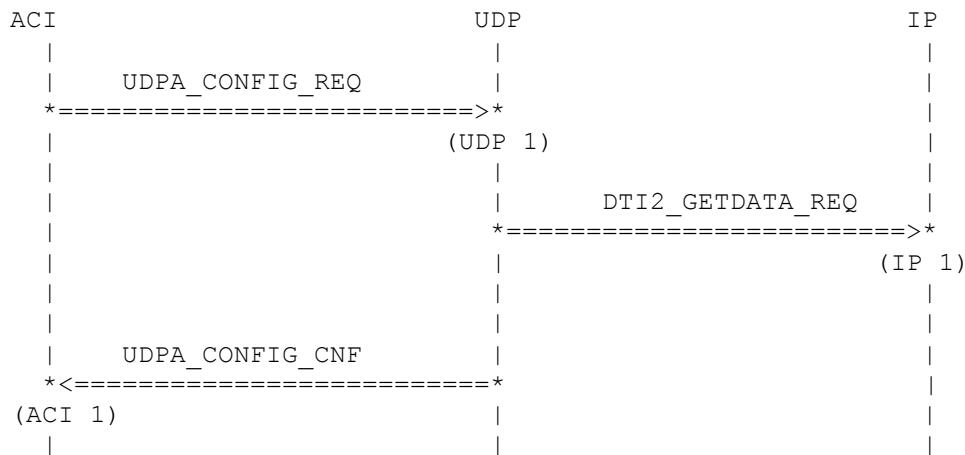 ACI UDP IP
UDPA_CONFIG_REQ
(UDP 1)
DTI2_GETDATA_REQ
(IP 1)
UDPA_CONFIG_CNF
(ACI 1)